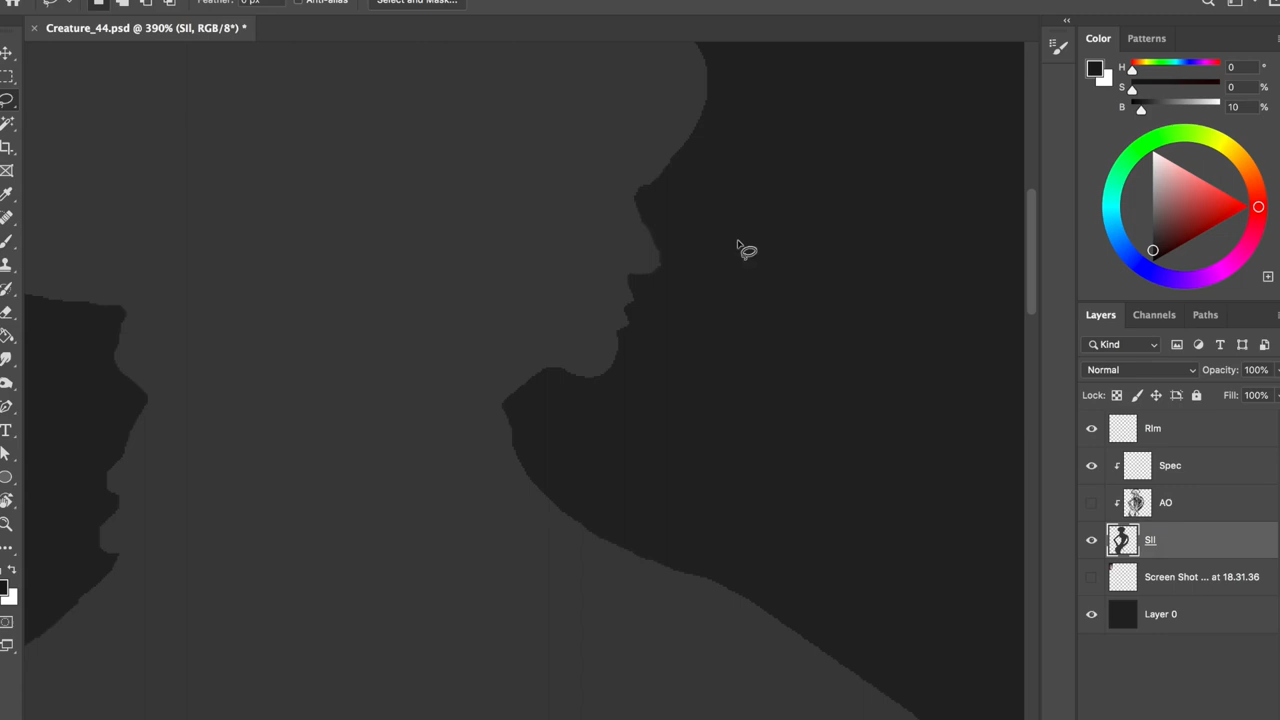 Feather: 0 px Anti-alias Select and Mask...
× Creature_44.psd @ 390% (SIl, RGB/8*) *
Color Patterns
H 0 °
S 0 %
B 10 %
Layers Channels Paths
Kind
Normal Opacity: 100%
Lock: Fill: 100%
RIm
Spec
AO
SIl
Screen Shot ... at 18.31.36
Layer 0